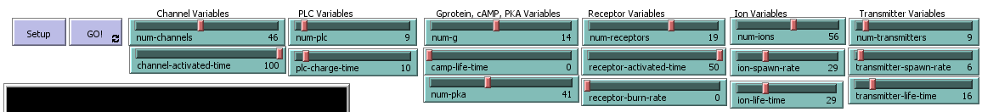 Channel Variables PLC Variables Gprotein, cAMP, PKA Variables Receptor Variables Ion Variables Transmitter Variables
Setup GO! num-channels 46 num-plc 9 num-g 14 num-receptors 19 num-ions 56 num-transmitters 9
channel-activated-time 100 plc-charge-time 10 camp-life-time 0 receptor-activated-time 50 ion-spawn-rate 29 transmitter-spawn-rate 6
num-pka 41 receptor-burn-rate 0 ion-life-time 29 transmitter-life-time 16